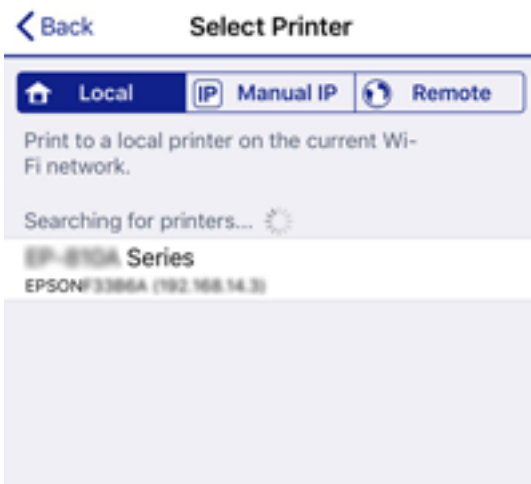 Back
Select Printer
Local
IP Manual IP
Remote
Print to a local printer on the current Wi-
Fi network.
Searching for printers...
Series
EPSON